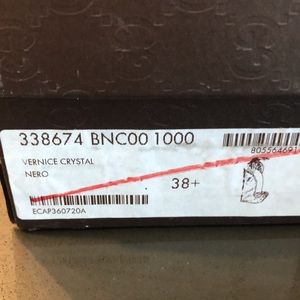 338674 BNC00 1000
VERNICE CRYSTAL
NERO
38+
ECAP360720A